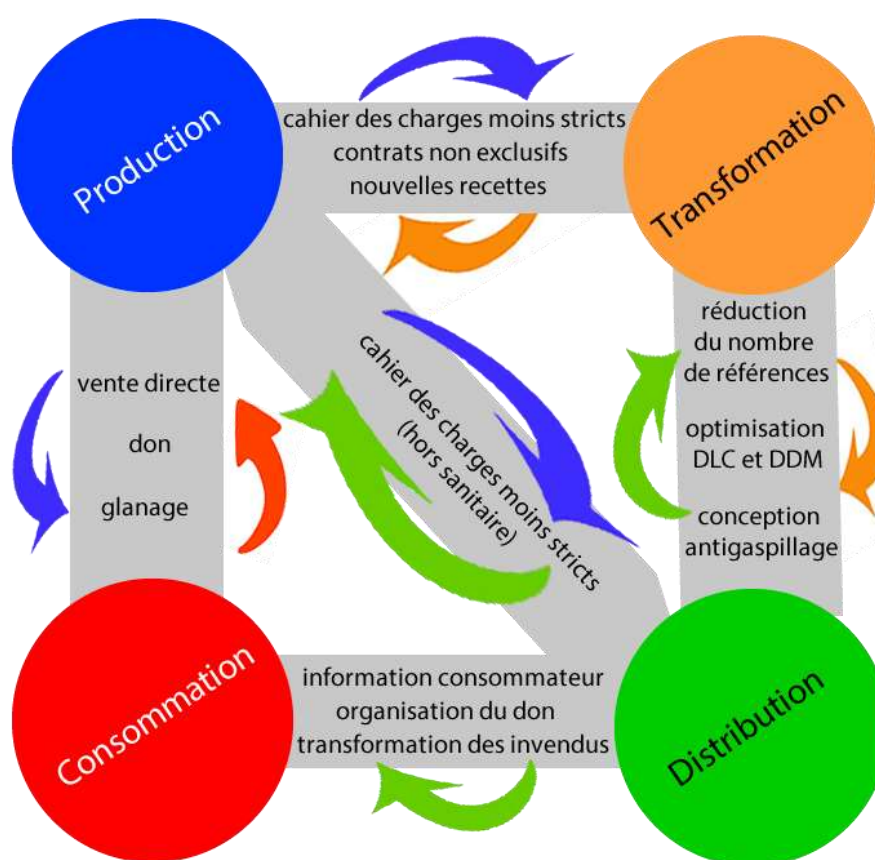 Production
cahier des charges moins stricts
contrats non exclusifs
nouvelles recettes
Transformation
vente directe
don
glanage
cahier des charges moins stricts
(hors sanitaire)
réduction
du nombre
de références
optimisation
DLC et DDM
conception
antigaspillage
Consommation
information consommateur
organisation du don
transformation des invendus
Distribution